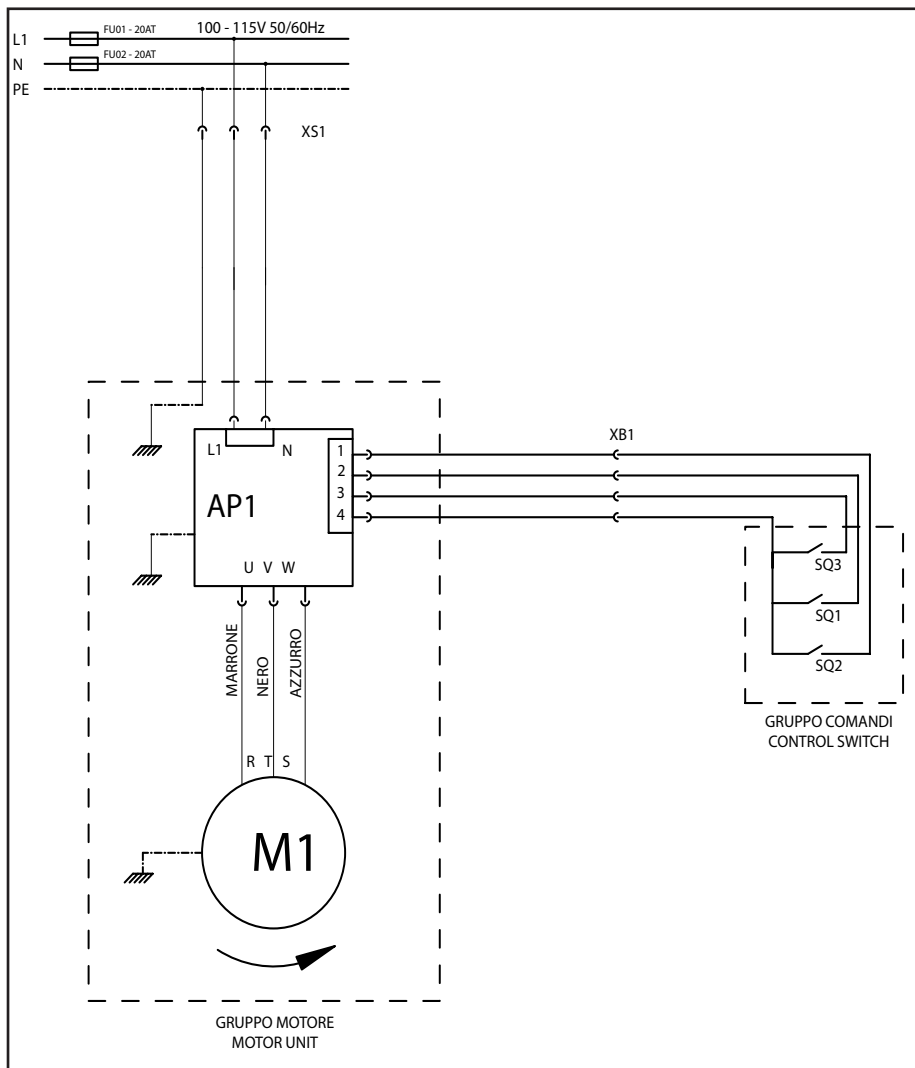 FU01 - 20AT
100 - 115V 50/60Hz
L1
FU02 - 20AT
N
PE
XS1
L1
N
1
2
3
4
XB1
AP1
U V W
SQ3
SQ1
SQ2
MARRONE
NERO
AZZURRO
GRUPPO COMANDI
CONTROL SWITCH
R T S
M1
GRUPPO MOTORE
MOTOR UNIT